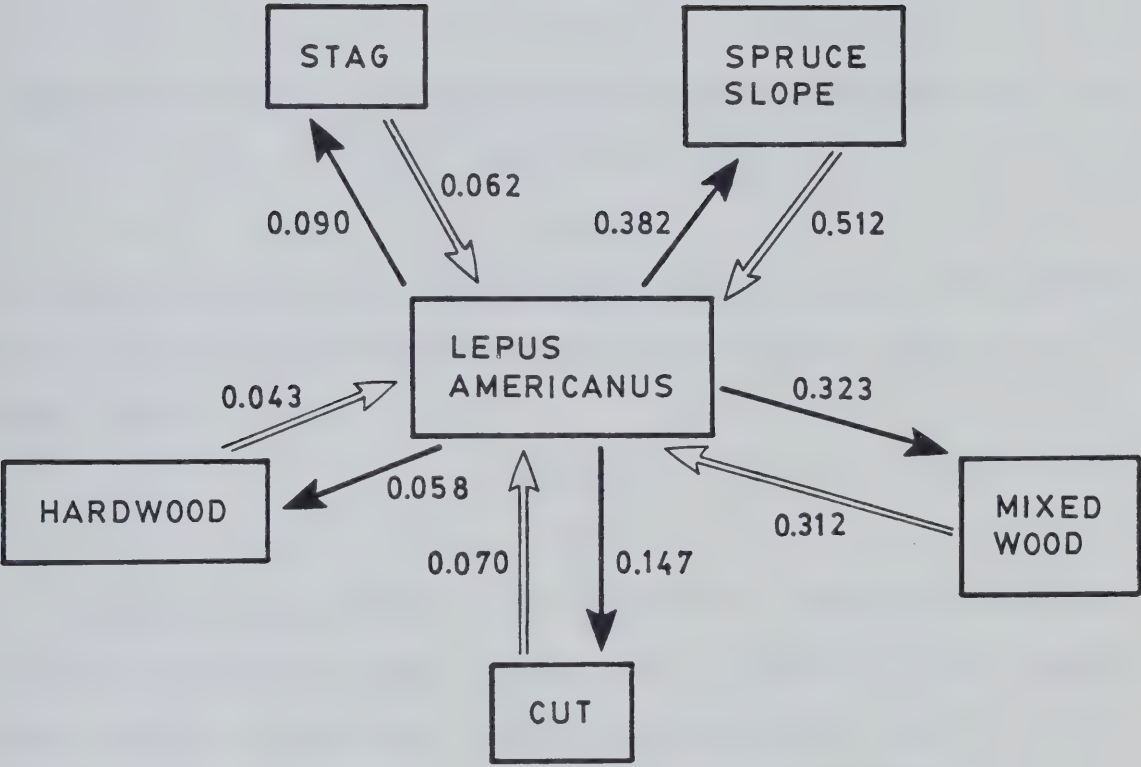 STAG
SPRUCE
SLOPE
0.062
0.090
0.382
0.512
LEPUS
AMERICANUS
0.043
0.323
HARDWOOD
0.058
MIXED
WOOD
0.312
0.070
0.147
CUT